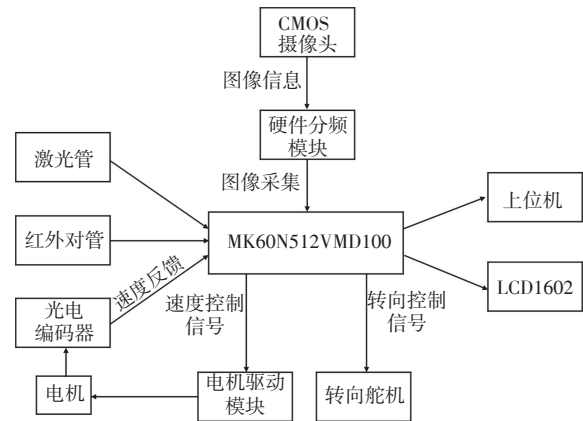 CMOS
摄像头
图像信息
硬件分频
模块
激光管
图像采集
上位机
红外对管
MK60N512VMD100
速度反馈
光电
编码器
速度控制
信号
转向控制
信号
LCD1602
电机
电机驱动
模块
转向舵机